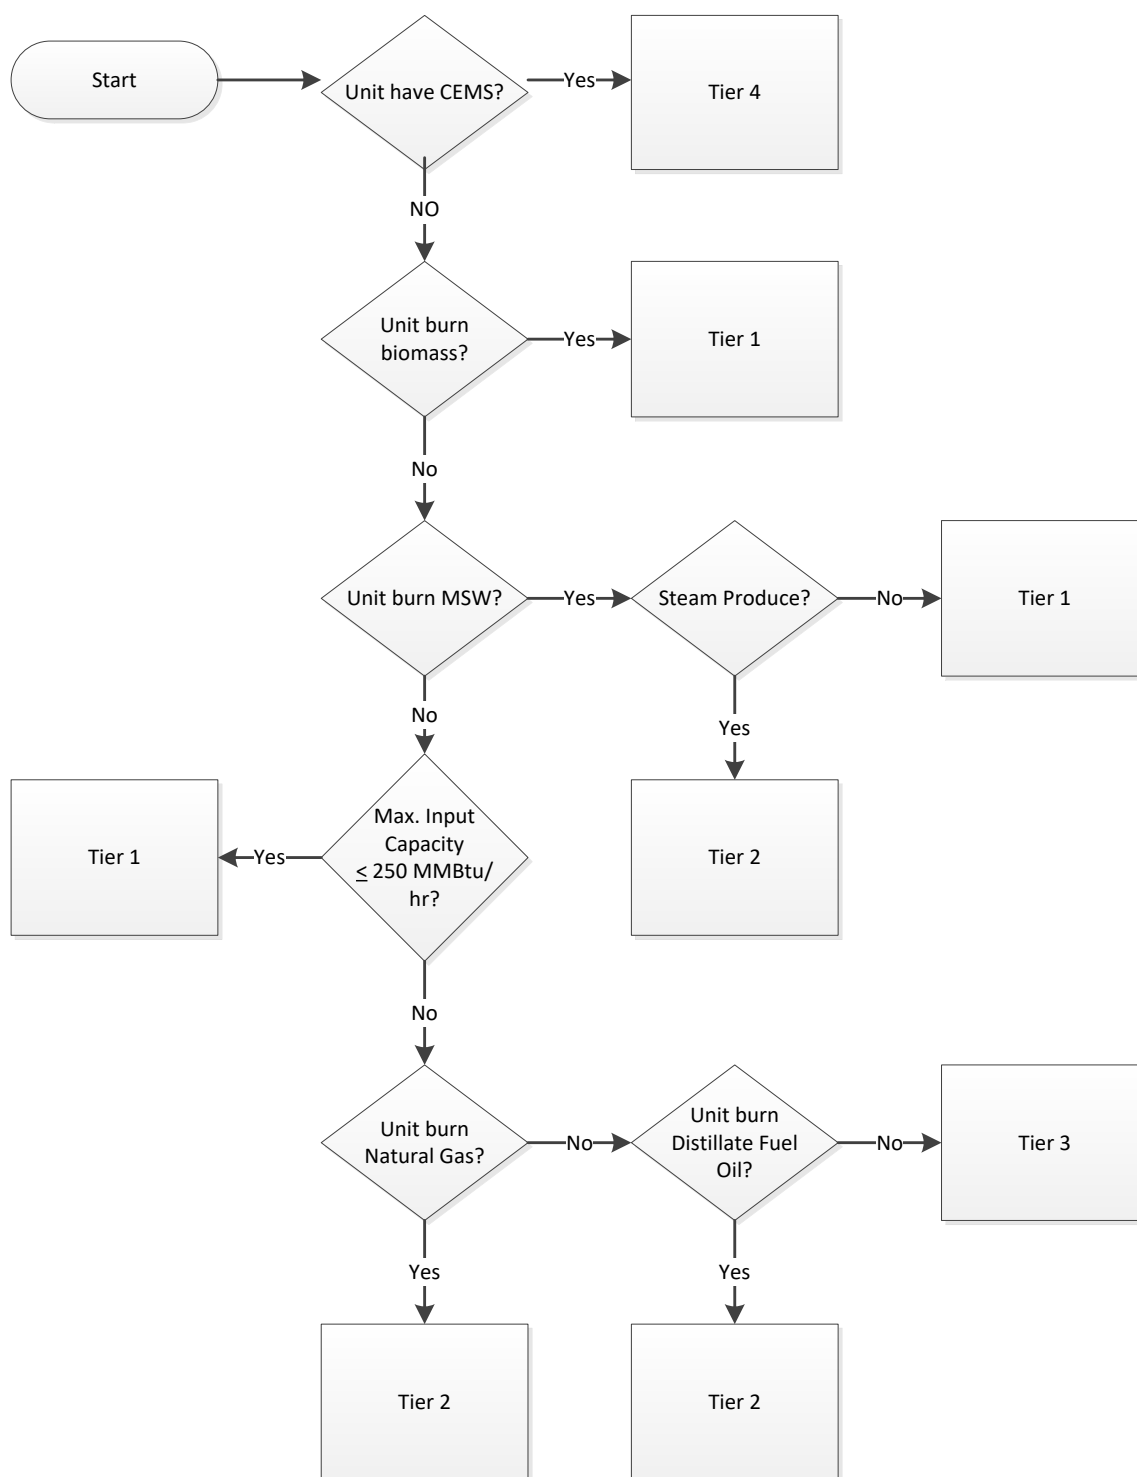 Start
Unit have CEMS?
Yes
Tier 4
NO
Unit burn
biomass?
Yes
Tier 1
No
Unit burn MSW?
Yes
Steam Produce?
No
Tier 1
No
Yes
Tier 1
Yes
Max. Input
Capacity
≤ 250 MMBtu/
hr?
Tier 2
No
Unit burn
Natural Gas?
No
Unit burn
Distillate Fuel
Oil?
No
Tier 3
Yes
Yes
Tier 2
Tier 2